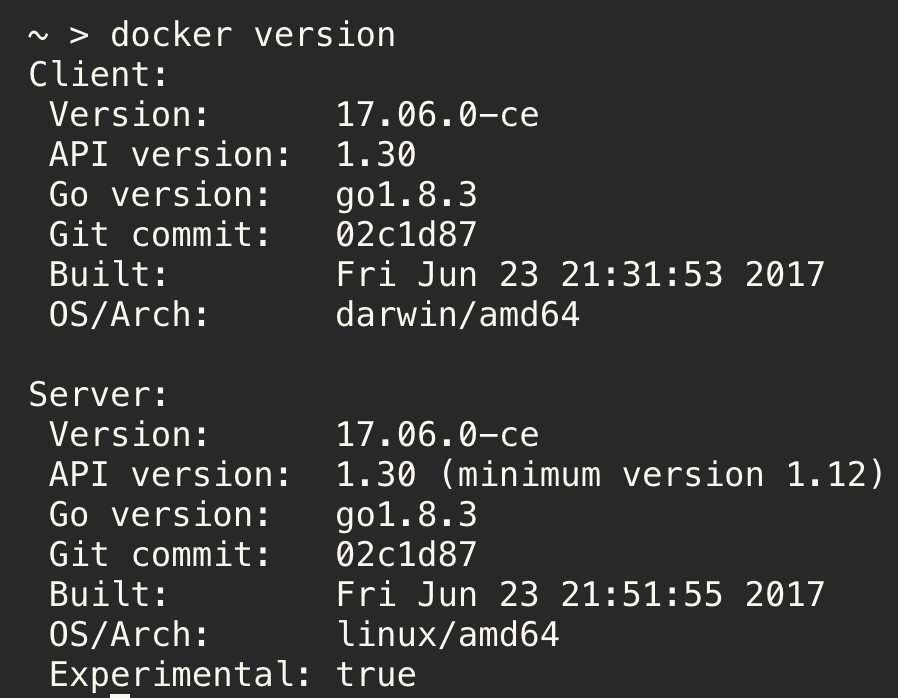 ~ > docker version
Client:
 Version:      17.06.0-ce
 API version:  1.30
 Go version:   go1.8.3
 Git commit:   02c1d87
 Built:        Fri Jun 23 21:31:53 2017
 OS/Arch:      darwin/amd64

Server:
 Version:      17.06.0-ce
 API version:  1.30 (minimum version 1.12)
 Go version:   go1.8.3
 Git commit:   02c1d87
 Built:        Fri Jun 23 21:51:55 2017
 OS/Arch:      linux/amd64
 Experimental: true